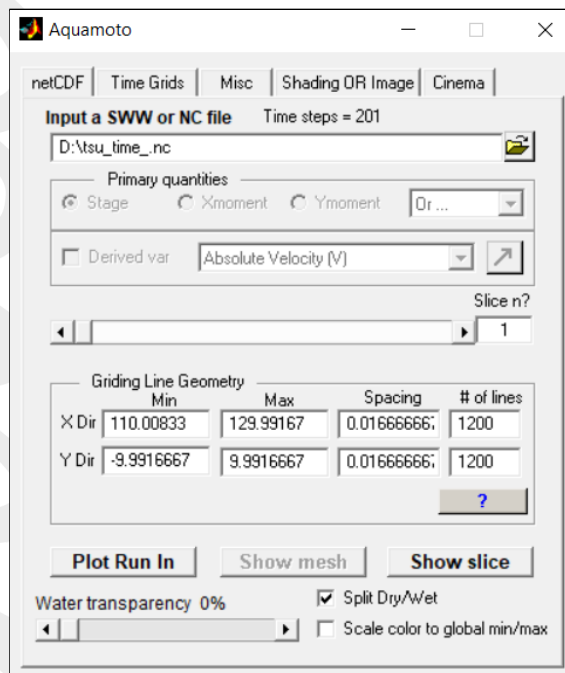 Aquamoto
netCDF Time Grids Misc Shading OR Image Cinema
Input a SWW or NC file Time steps = 201
D:\tsu_time_.nc
Primary quantities
Stage Xmoment Ymoment Or ...
Derived var Absolute Velocity (V)
Slice n?
1
Griding Line Geometry
Min Max Spacing # of lines
X Dir 110.00833 129.99167 0.01666666; 1200
Y Dir -9.9916667 9.9916667 0.01666666; 1200
?
Plot Run In Show mesh Show slice
Water transparency 0% Split Dry/Wet
Scale color to global min/max